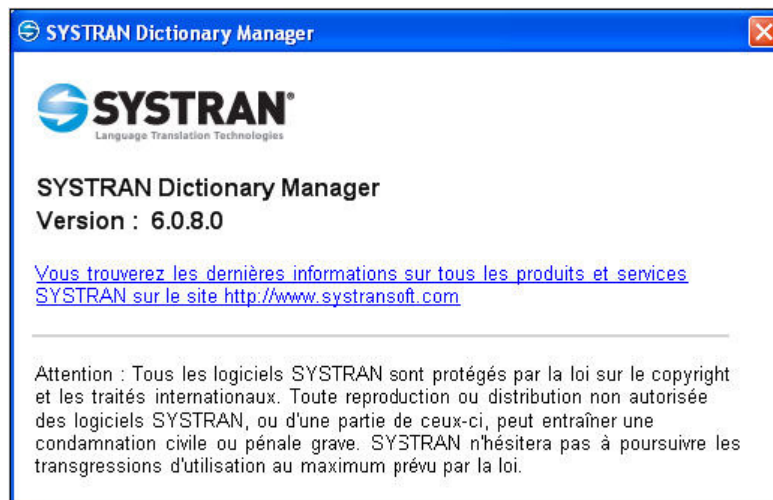 SYSTRAN Dictionary Manager
SYSTRAN®
Language Translation Technologies
SYSTRAN Dictionary Manager
Version : 6.0.8.0
Vous trouverez les dernières informations sur tous les produits et services
SYSTRAN sur le site http://www.systransoft.com
Attention : Tous les logiciels SYSTRAN sont protégés par la loi sur le copyright
et les traités internationaux. Toute reproduction ou distribution non autorisée
des logiciels SYSTRAN, ou d'une partie de ceux-ci, peut entraîner une
condamnation civile ou pénale grave. SYSTRAN n'hésitera pas à poursuivre les
transgressions d'utilisation au maximum prévu par la loi.